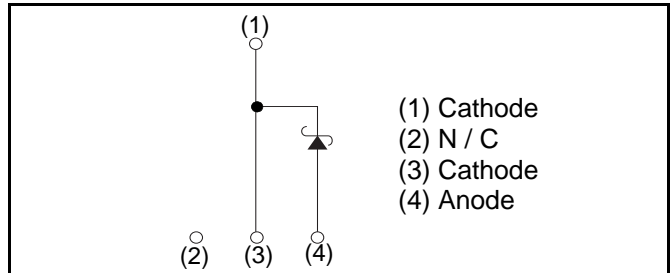 (1)
(1) Cathode
(2) N / C
(3) Cathode
(4) Anode
(2) (3) (4)